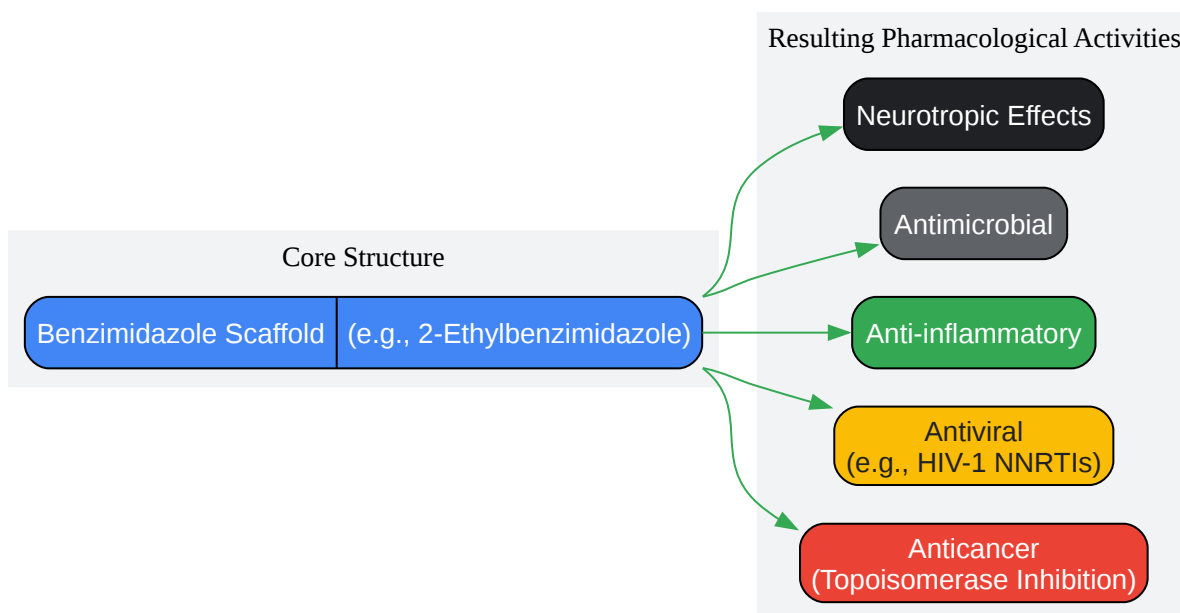 Resulting Pharmacological Activities
Neurotropic Effects
Antimicrobial
Core Structure
Benzimidazole Scaffold
(e.g., 2-Ethylbenzimidazole)
Anti-inflammatory
Antiviral
(e.g., HIV-1 NNRTIs)
Anticancer
(Topoisomerase Inhibition)